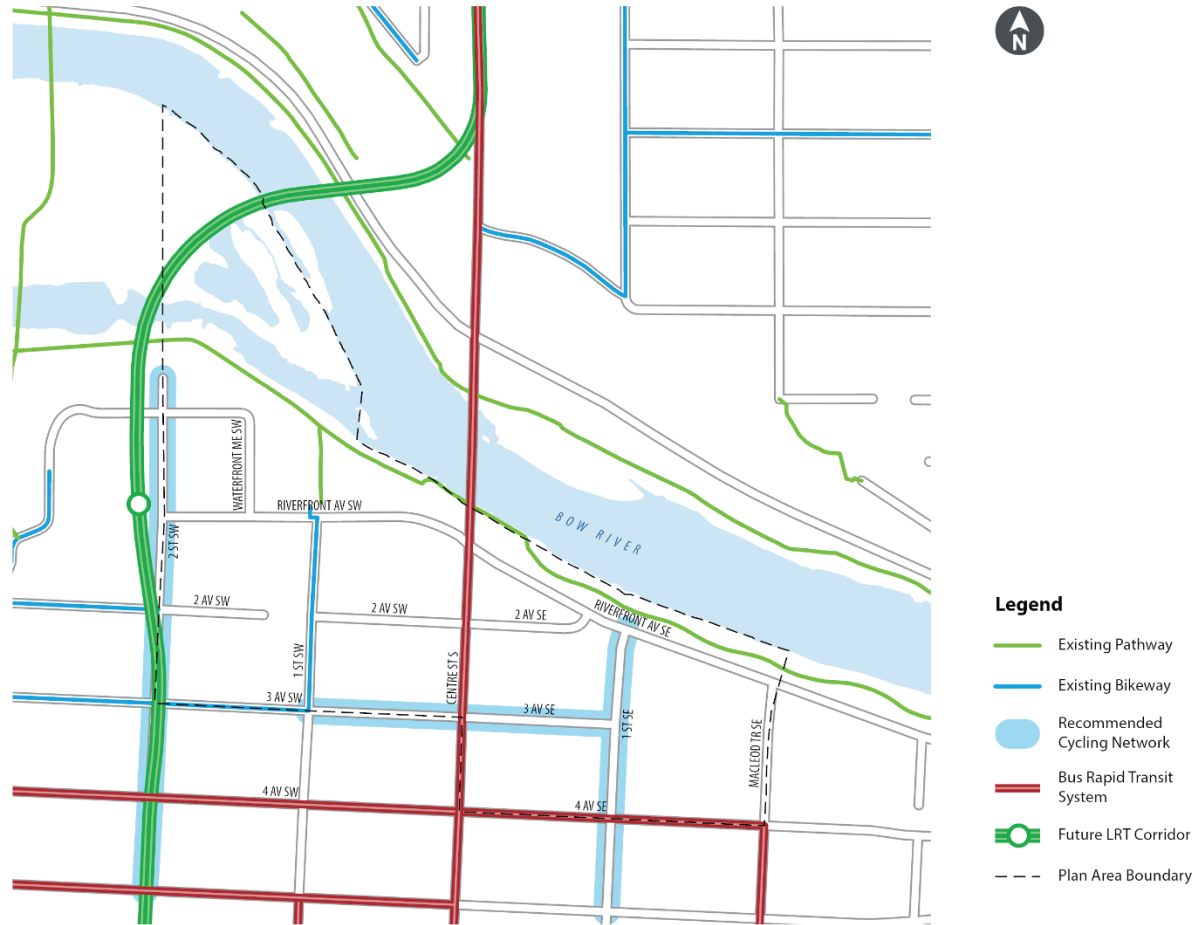 N
WATERFRONT ME SW
RIVERFRONT AV SW
2 ST SW
BOW RIVER
2 AV SW
2 AV SW
2 AV SE
RIVERFRONT AV SE
1 ST SW
CENTRE ST S
3 AV SW
3 AV SE
1 ST SE
MACLEOD TR SE
4 AV SW
4 AV SE
Legend
Existing Pathway
Existing Bikeway
Recommended
Cycling Network
Bus Rapid Transit
System
Future LRT Corridor
Plan Area Boundary